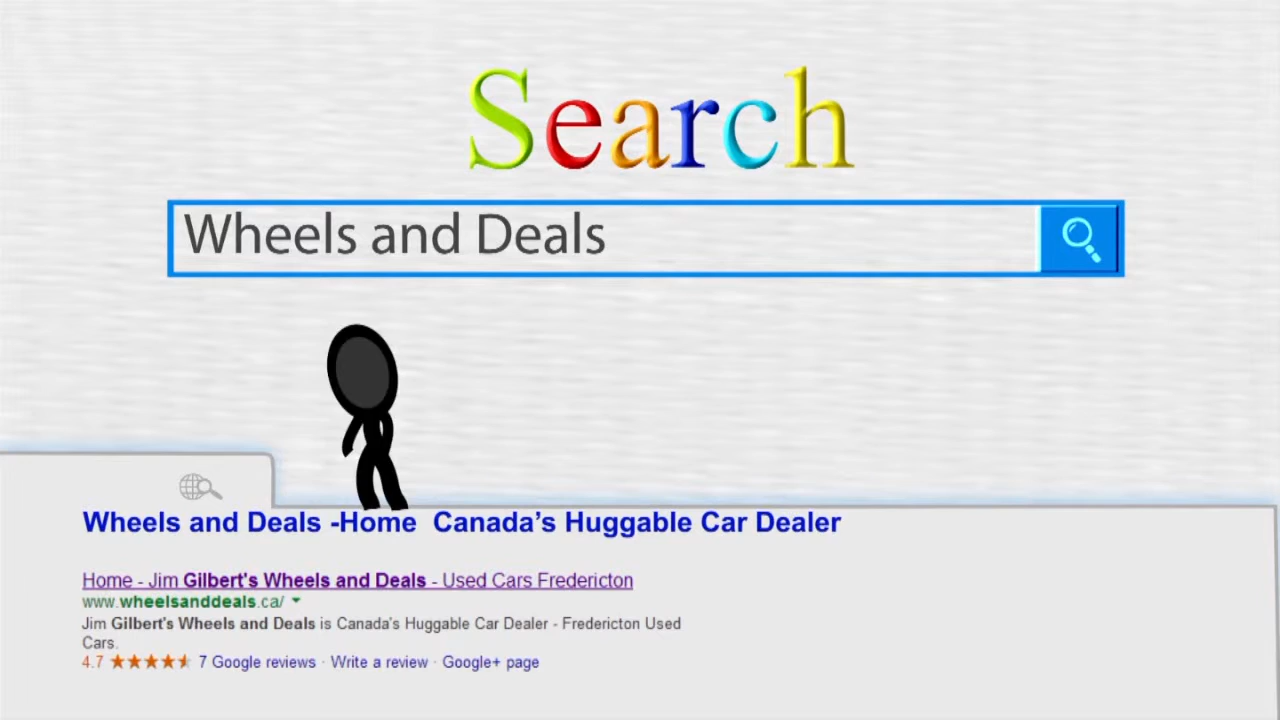 Search
Wheels and Deals
Wheels and Deals -Home  Canada’s Huggable Car Dealer
Home - Jim Gilbert's Wheels and Deals - Used Cars Fredericton
www.wheelsanddeals.ca/
Jim Gilbert's Wheels and Deals is Canada's Huggable Car Dealer - Fredericton Used
Cars.
4.7 ★★★★★ 7 Google reviews · Write a review · Google+ page